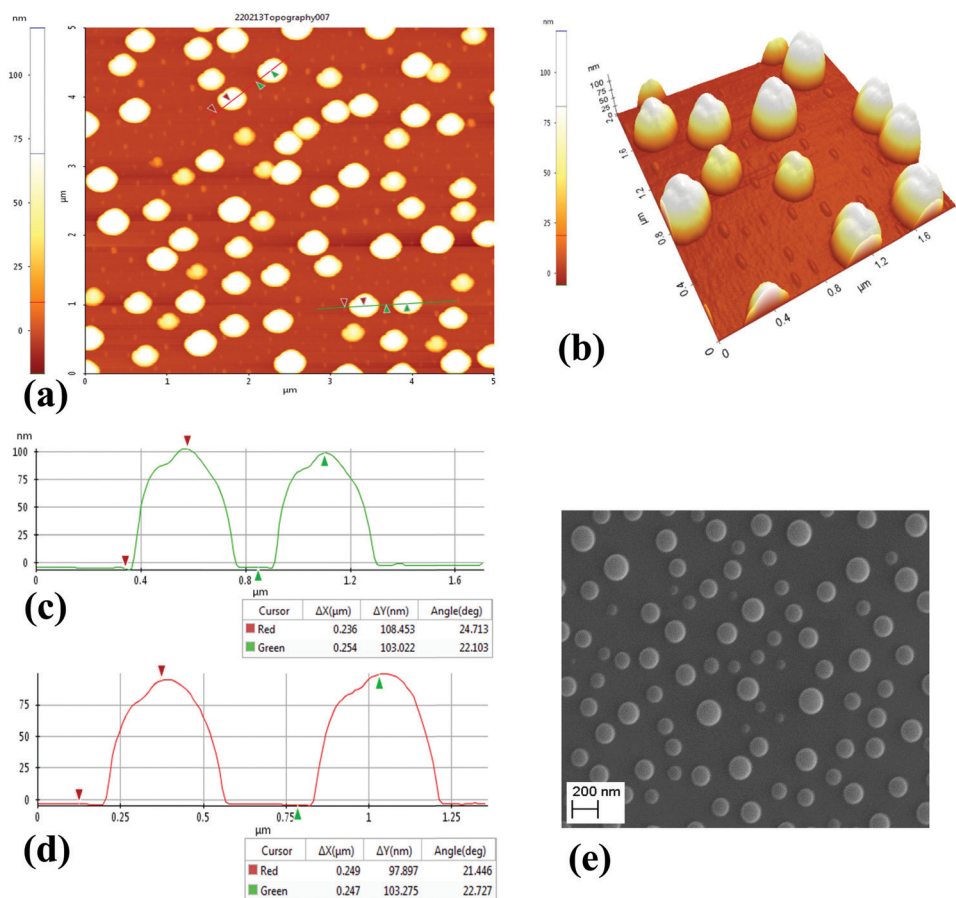 nm
220213Topography007
100
75
50
25
0
5
4
3
2
1
0
µm
0
1
2
3
4
5
µm
(a)
nm
100
75
50
25
0
nm
100
75
50
25
0
2
1.6
1.2
0.8
0.4
0
µm
0
0.4
0.8
1.2
1.6
µm
(b)
nm
100
75
50
25
0
0
0.4
0.8
1.2
1.6
µm
(c)
Cursor ΔX(µm) ΔY(nm) Angle(deg)
Red 0.236 108.453 24.713
Green 0.254 103.022 22.103
75
50
25
0
0
0.25
0.5
0.75
1
1.25
µm
(d)
Cursor ΔX(µm) ΔY(nm) Angle(deg)
Red 0.249 97.897 21.446
Green 0.247 103.275 22.727
200 nm
(e)